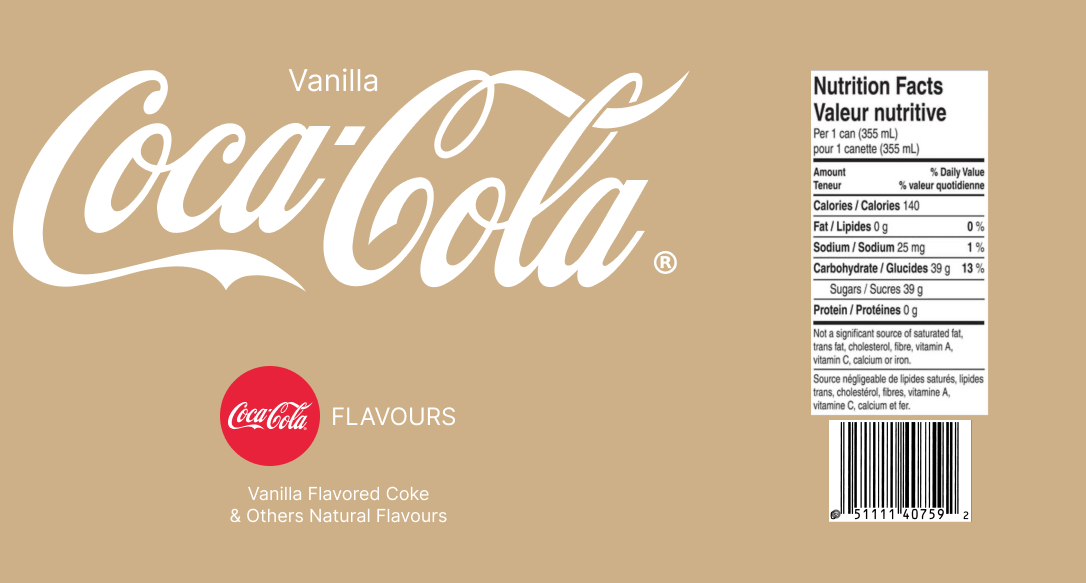 Vanilla
Coca-Cola®
Coca-Cola
FLAVOURS
Vanilla Flavored Coke
& Others Natural Flavours
Nutrition Facts
Valeur nutritive
Per 1 can (355 mL)
pour 1 canette (355 mL)
Amount % Daily Value
Teneur % valeur quotidienne
Calories / Calories 140
Fat / Lipides 0 g 0 %
Sodium / Sodium 25 mg 1 %
Carbohydrate / Glucides 39 g 13 %
Sugars / Sucres 39 g
Protein / Protéines 0 g
Not a significant source of saturated fat,
trans fat, cholesterol, fibre, vitamin A,
vitamin C, calcium or iron.
Source négligeable de lipides saturés, lipides
trans, cholestérol, fibres, vitamine A,
vitamine C, calcium et fer.
51111 40759 2